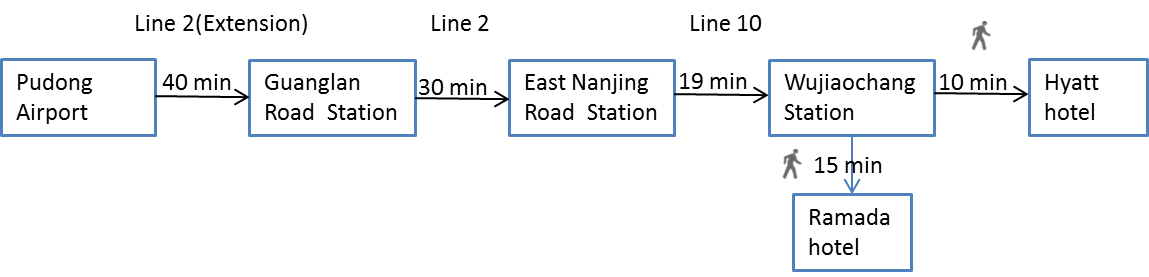 Line 2(Extension)
Line 2
Line 10
Pudong
Airport
40 min
Guanglan
Road Station
30 min
East Nanjing
Road Station
19 min
Wujiaochang
Station
10 min
Hyatt
hotel
15 min
Ramada
hotel